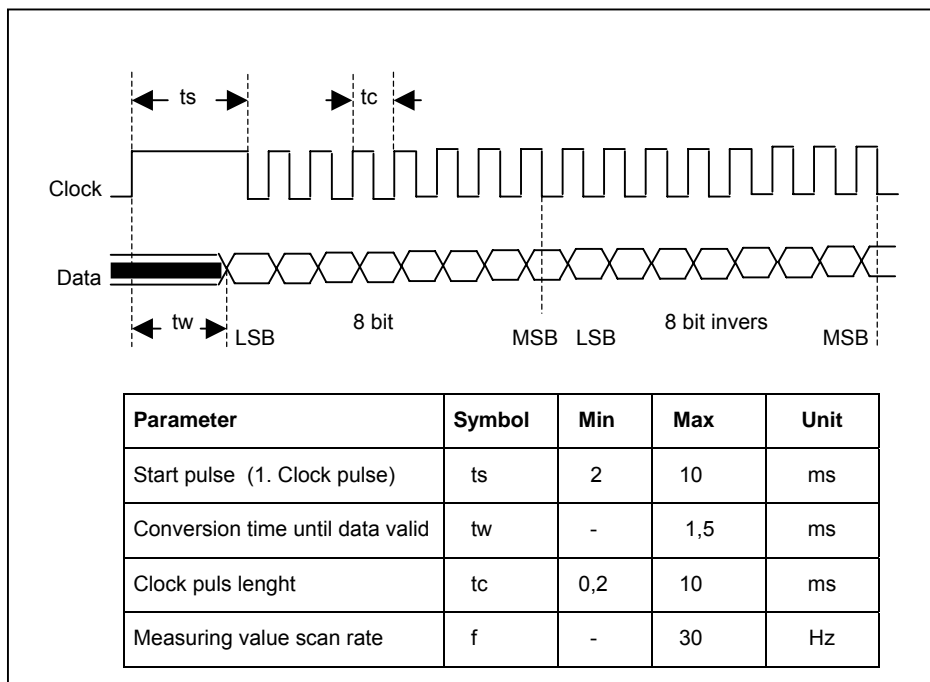 ts tc
Clock
Data
tw LSB 8 bit MSB LSB 8 bit invers MSB
Parameter Symbol Min Max Unit
Start pulse (1. Clock pulse) ts 2 10 ms
Conversion time until data valid tw - 1,5 ms
Clock puls lenght tc 0,2 10 ms
Measuring value scan rate f - 30 Hz